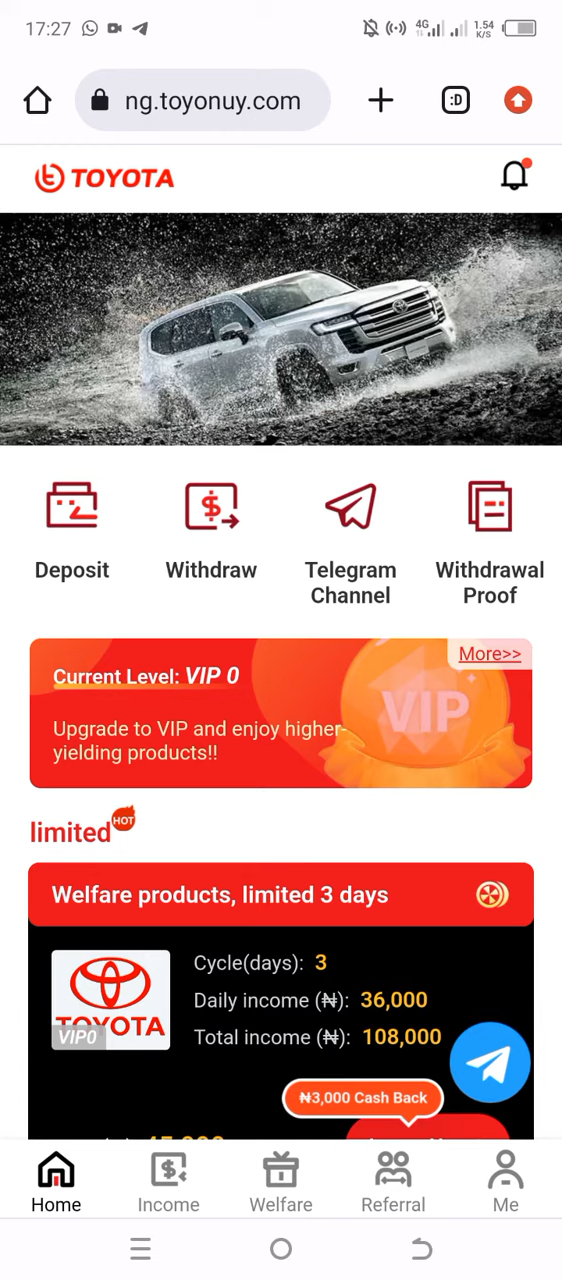 17:27
4G
1.54
K/S
ng.toyonuy.com
:D
TOYOTA
Deposit
Withdraw
Telegram
Channel
Withdrawal
Proof
More>>
Current Level: VIP 0
VIP
Upgrade to VIP and enjoy higher-
yielding products!!
limited
HOT
Welfare products, limited 3 days
Cycle(days): 3
Daily income (₦): 36,000
Total income (₦): 108,000
TOYOTA
VIP0
₦3,000 Cash Back
Home
Income
Welfare
Referral
Me